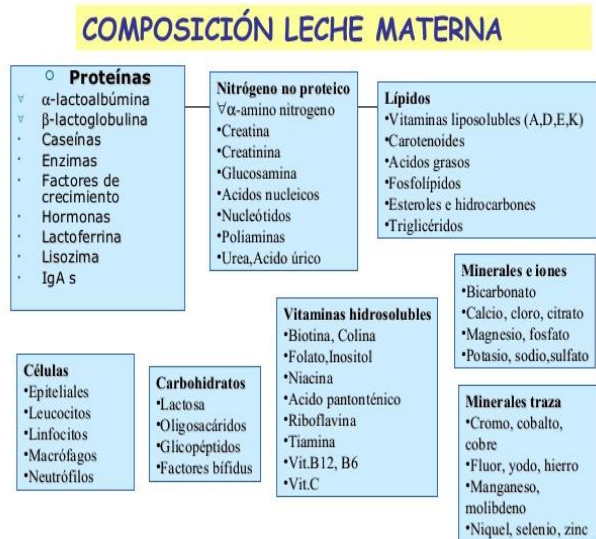 COMPOSICIÓN LECHE MATERNA
○ Proteínas
∀ α-lactoalbúmina
∀ β-lactoglobulina
· Caseínas
· Enzimas
· Factores de
crecimiento
· Hormonas
· Lactoferrina
· Lisozima
· IgA s
Nitrógeno no proteico
∀α-amino nitrogeno
•Creatina
•Creatinina
•Glucosamina
•Acidos nucleicos
•Nucleótidos
•Poliaminas
•Urea,Acido úrico
Lípidos
•Vitaminas liposolubles (A,D,E,K)
•Carotenoides
•Acidos grasos
•Fosfolípidos
•Esteroles e hidrocarbones
•Triglicéridos
Minerales e iones
•Bicarbonato
•Calcio, cloro, citrato
•Magnesio, fosfato
•Potasio, sodio,sulfato
Vitaminas hidrosolubles
•Biotina, Colina
•Folato,Inositol
•Niacina
•Acido pantonténico
•Riboflavina
•Tiamina
•Vit.B12, B6
•Vit.C
Células
•Epiteliales
•Leucocitos
•Linfocitos
•Macrófagos
•Neutrófilos
Carbohidratos
•Lactosa
•Oligosacáridos
•Glicopéptidos
•Factores bífidus
Minerales traza
•Cromo, cobalto,
cobre
•Fluor, yodo, hierro
•Manganeso,
molibdeno
•Niquel, selenio, zinc